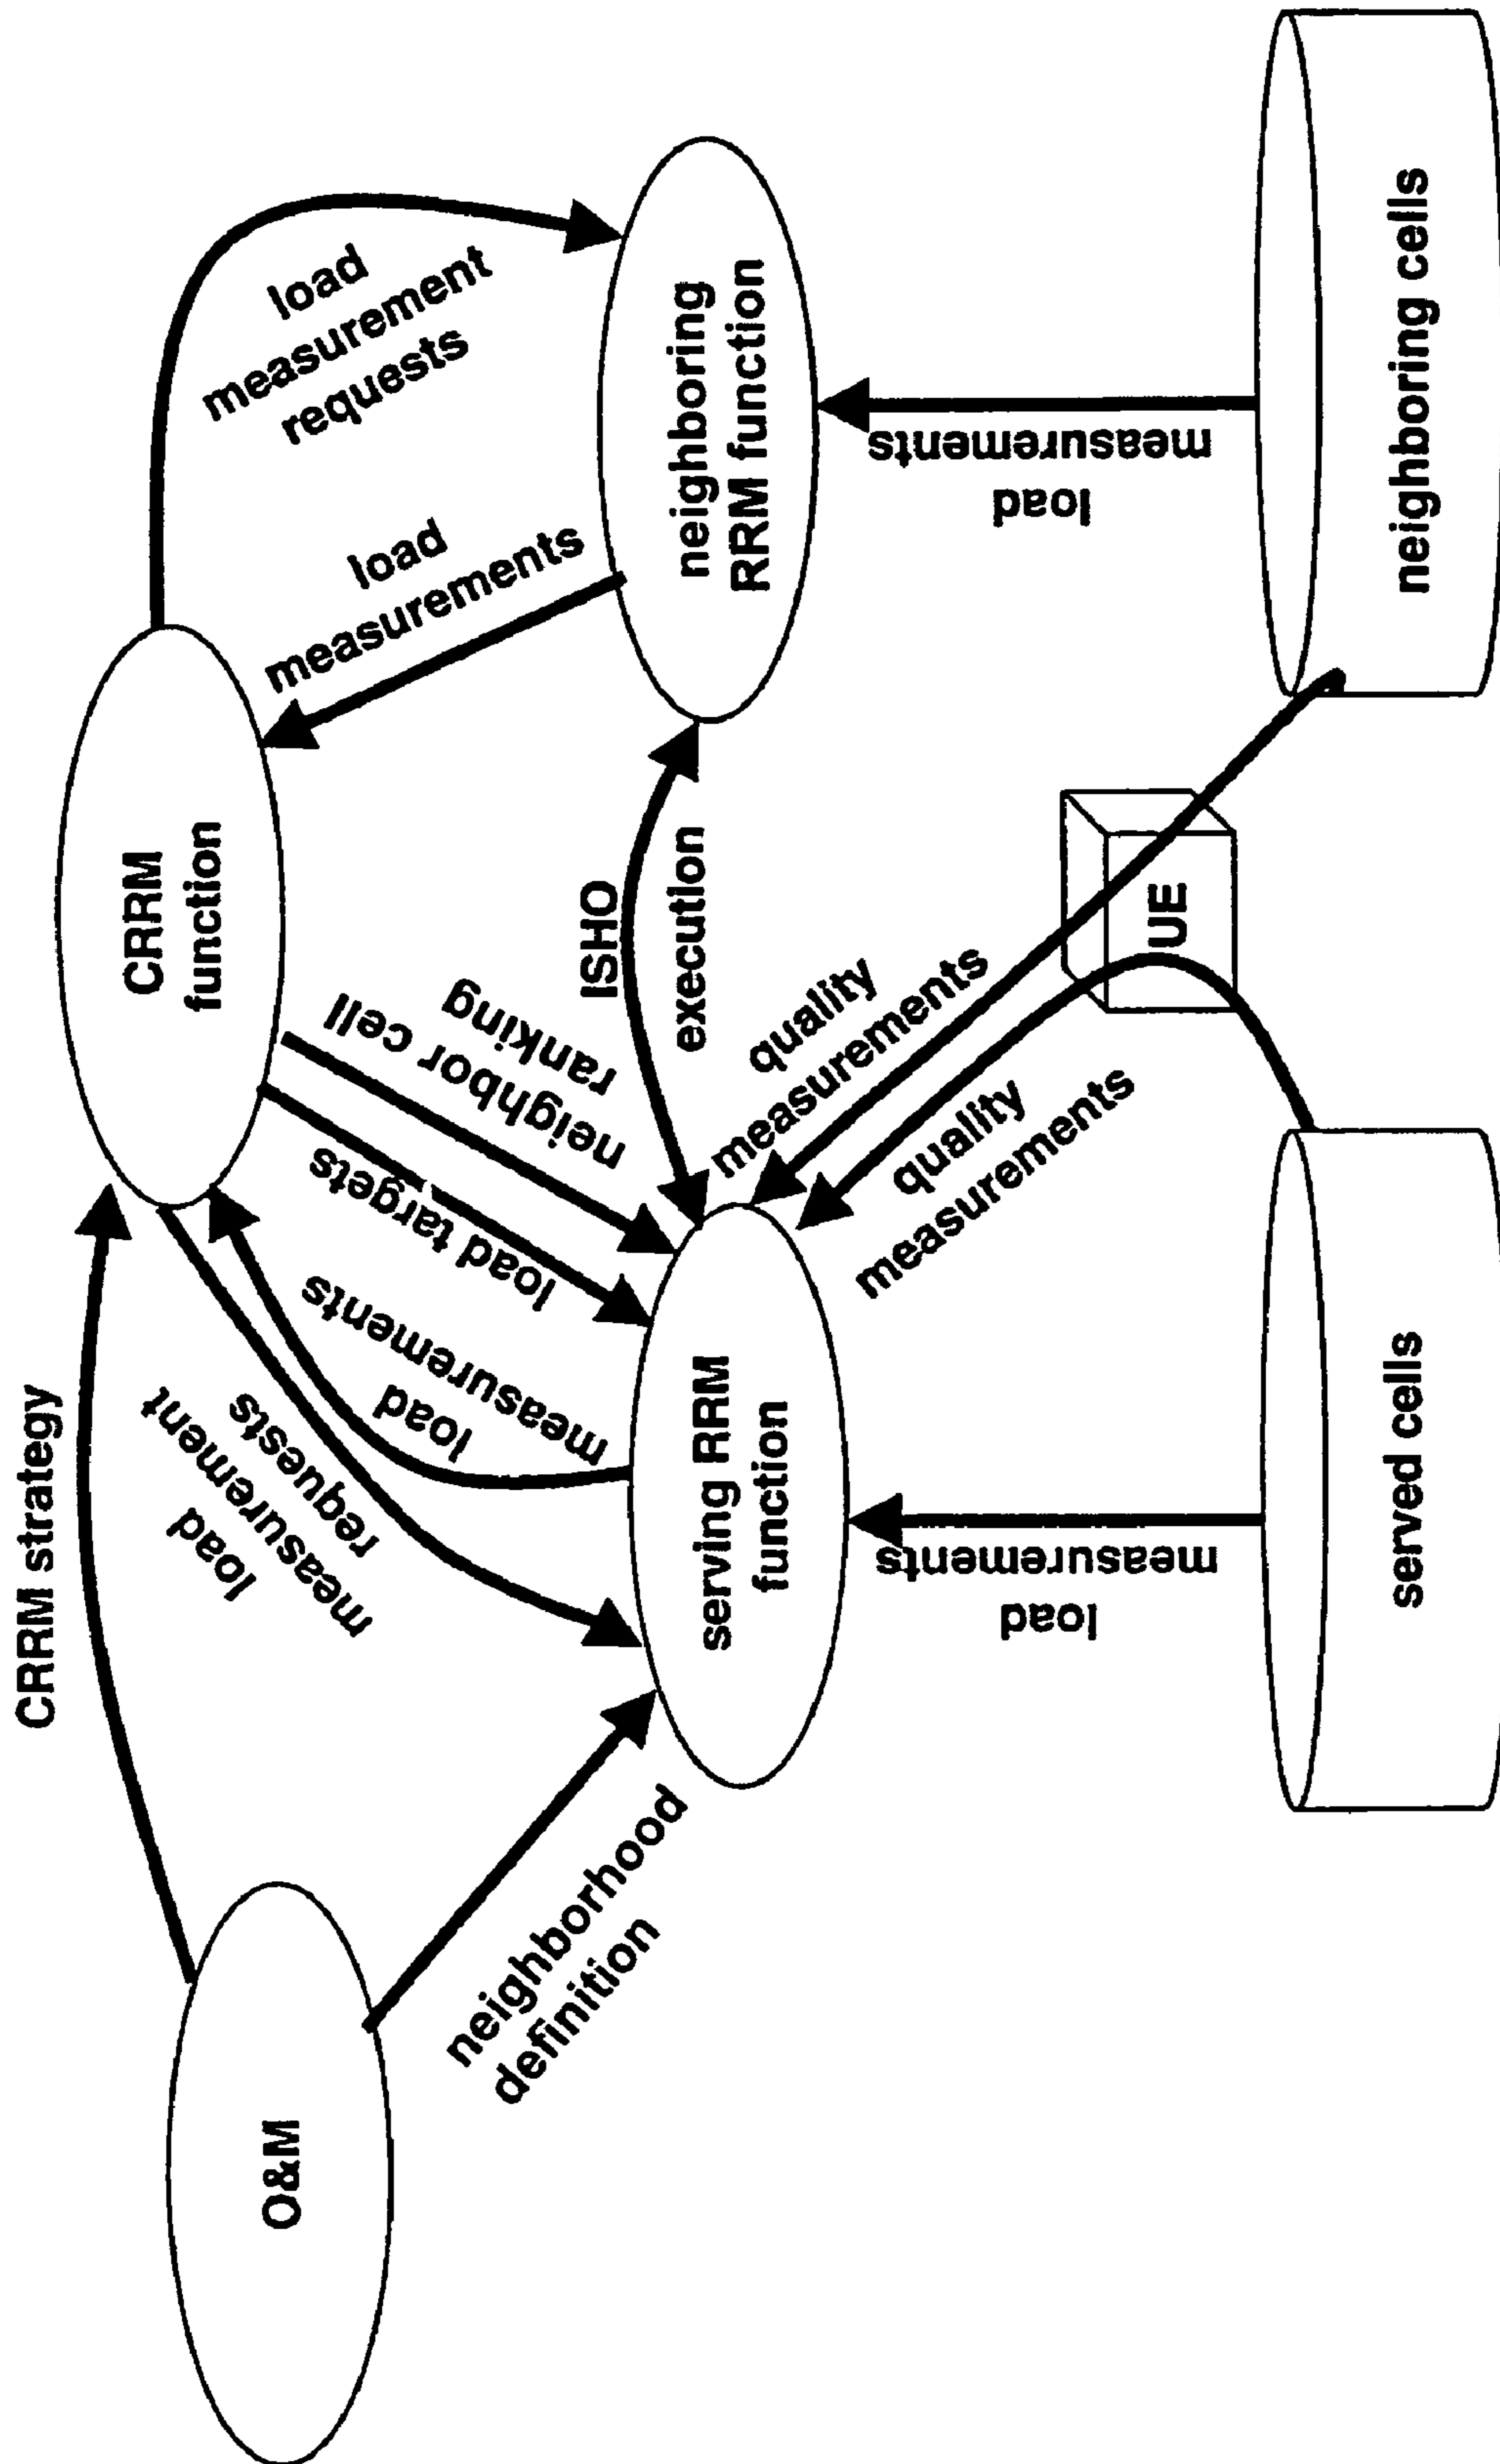 CRRM strategy
O&M
CRRM
function
load
measurement
requests
load
measurements
load targets
neighbor cell
ranking
load
measurements
load
measurement
requests
neighborhood
definition
serving RRM
function
ISHO
execution
neighboring
RRM function
quality
measurements
quality
measurements
load
measurements
load
measurements
UE
served cells
neighboring cells